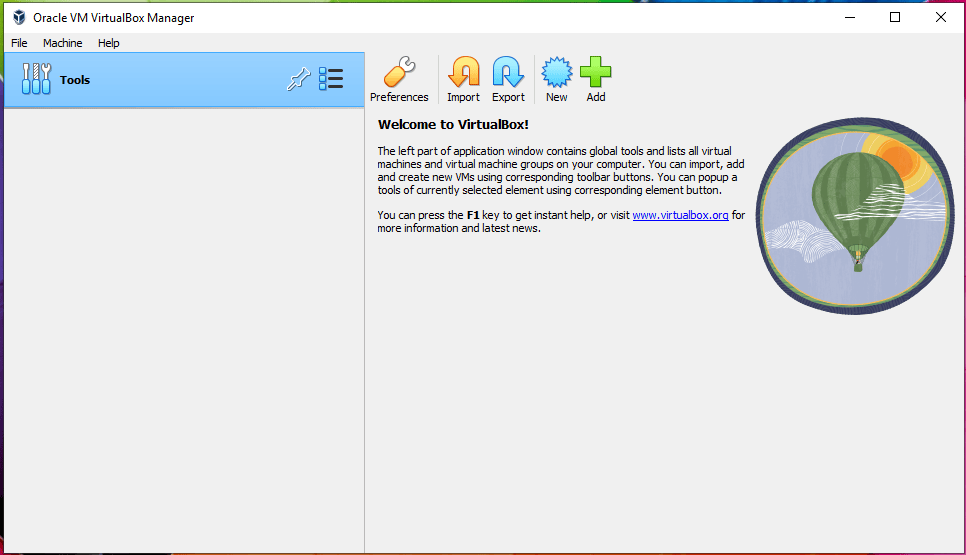 Oracle VM VirtualBox Manager
File Machine Help
Tools
Preferences Import Export New Add
Welcome to VirtualBox!
The left part of application window contains global tools and lists all virtual
machines and virtual machine groups on your computer. You can import, add
and create new VMs using corresponding toolbar buttons. You can popup a
tools of currently selected element using corresponding element button.
You can press the F1 key to get instant help, or visit www.virtualbox.org for
more information and latest news.